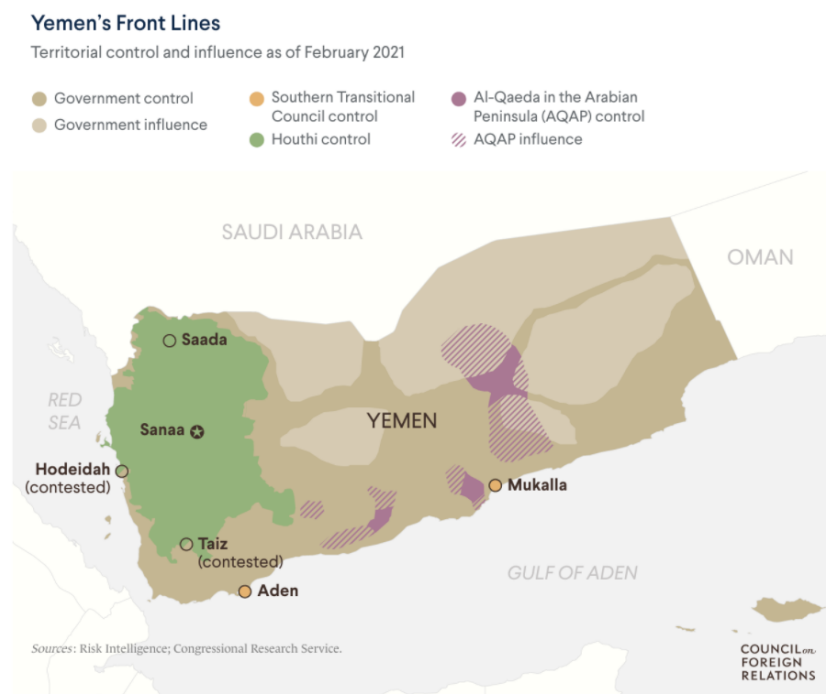 Yemen's Front Lines
Territorial control and influence as of February 2021
Government control
Government influence
Southern Transitional
Council control
Houthi control
Al-Qaeda in the Arabian
Peninsula (AQAP) control
AQAP influence
SAUDI ARABIA
OMAN
Saada
RED
SEA
Sanaa
YEMEN
Hodeidah
(contested)
Mukalla
Taiz
(contested)
GULF OF ADEN
Aden
Sources: Risk Intelligence; Congressional Research Service.
COUNCIL on
FOREIGN
RELATIONS